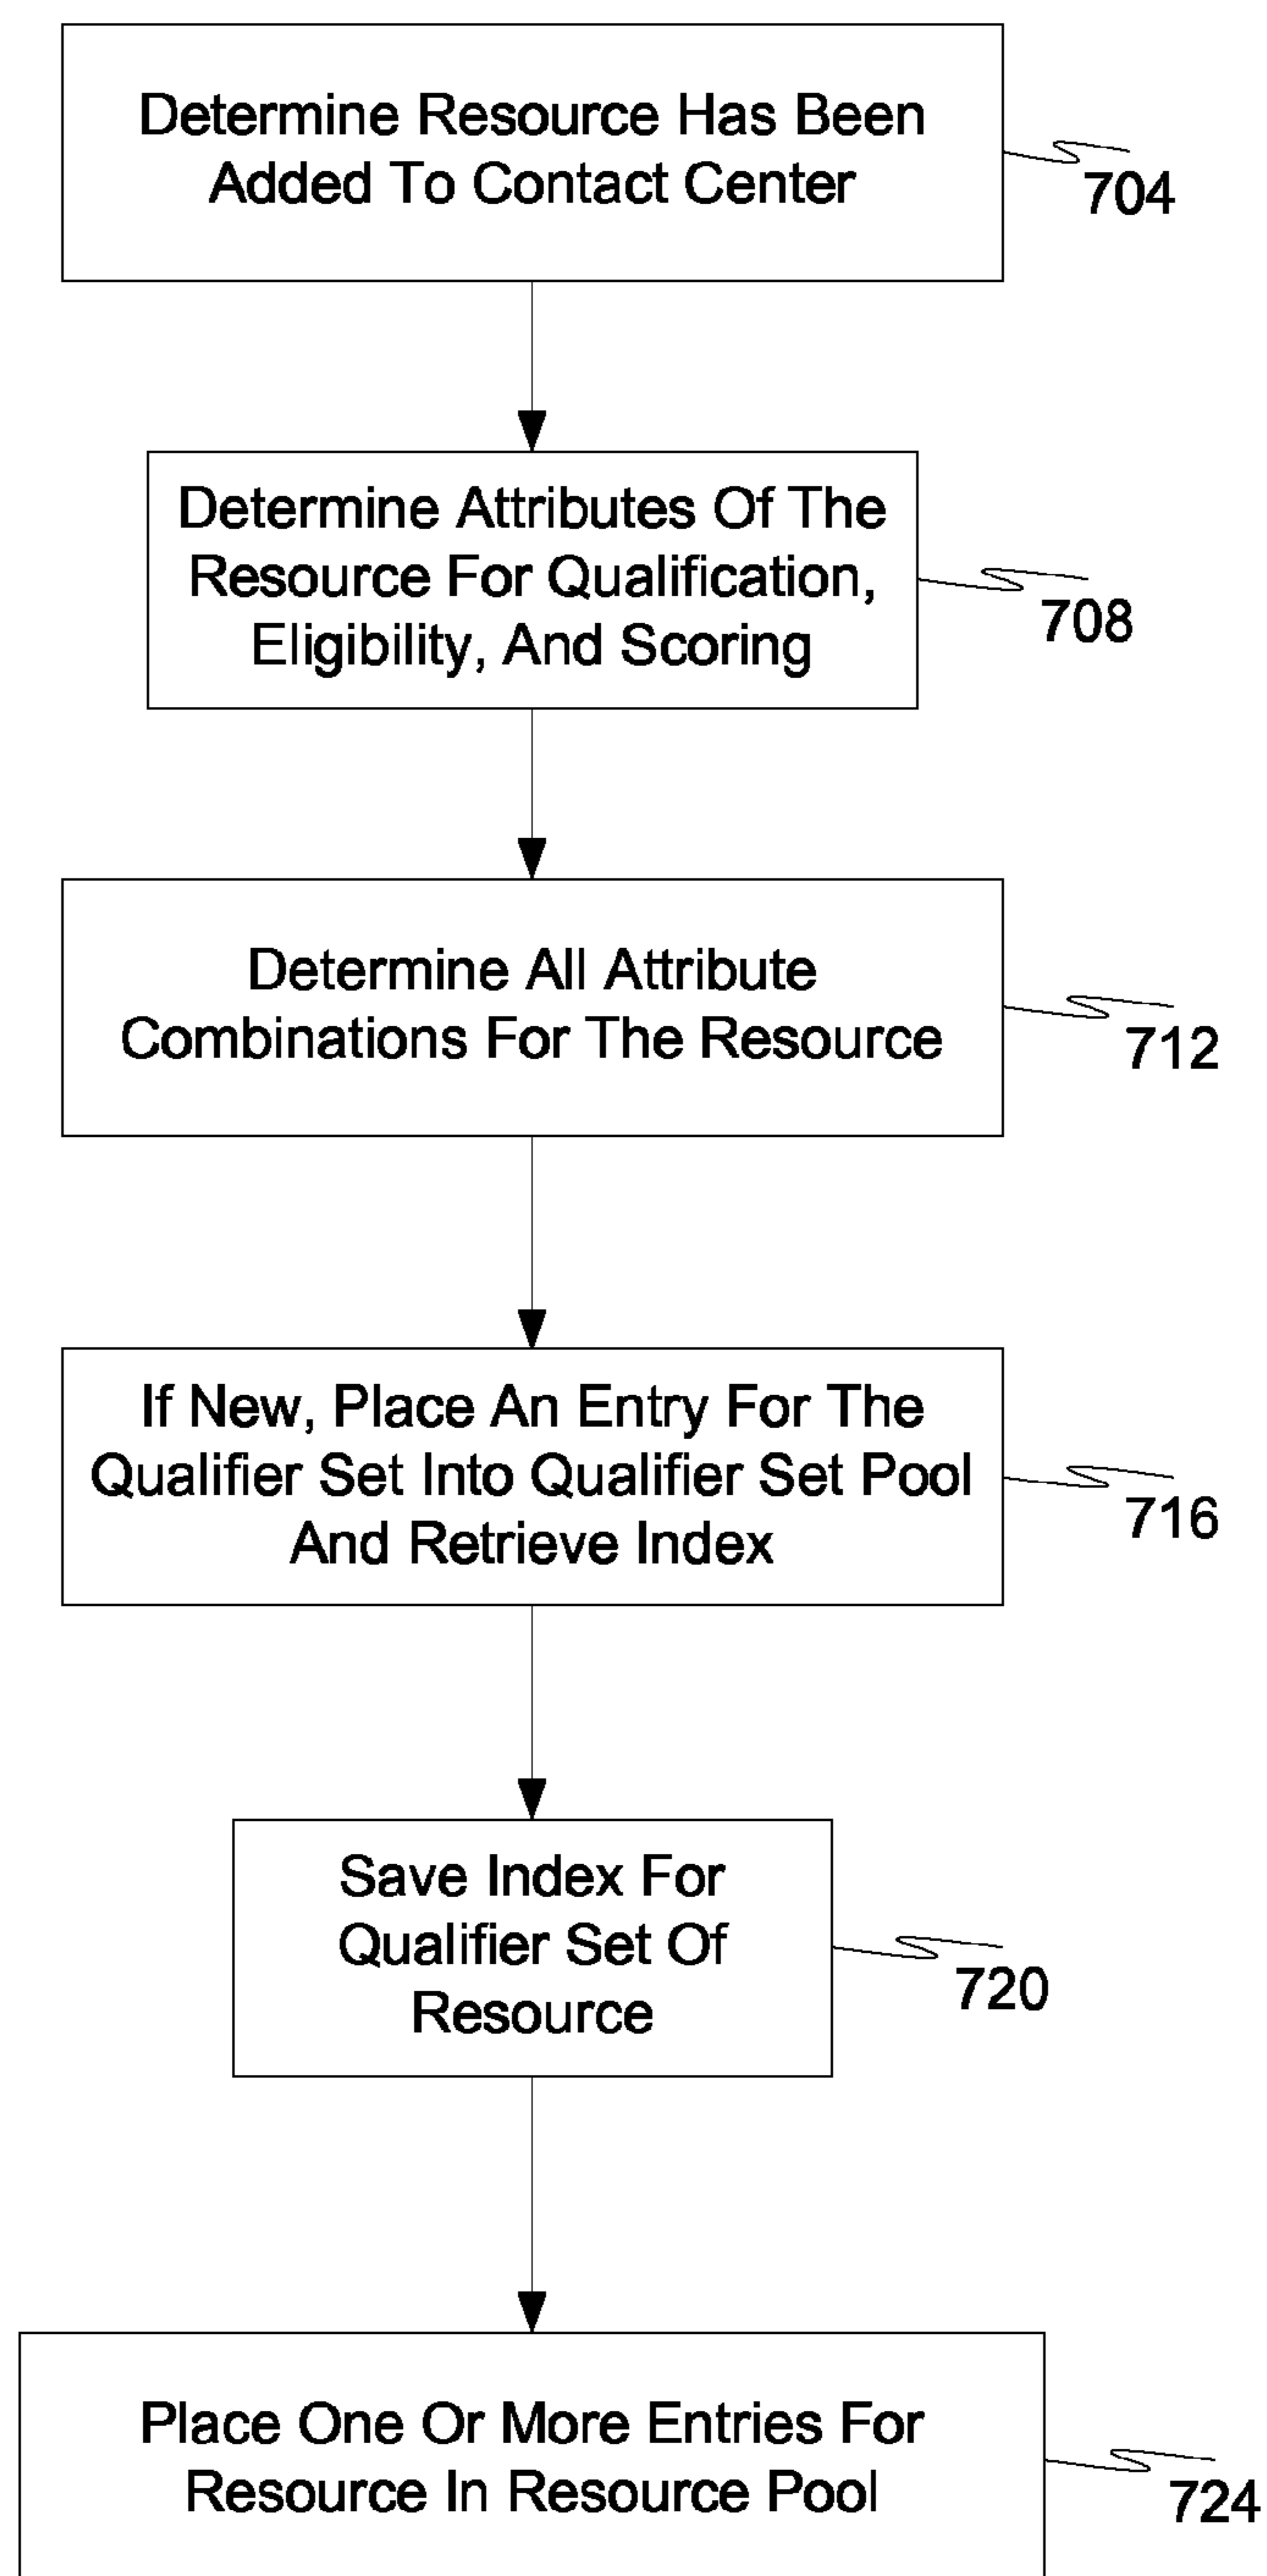 Determine Resource Has Been
Added To Contact Center
704
Determine Attributes Of The
Resource For Qualification,
Eligibility, And Scoring
708
Determine All Attribute
Combinations For The Resource
712
If New, Place An Entry For The
Qualifier Set Into Qualifier Set Pool
And Retrieve Index
716
Save Index For
Qualifier Set Of
Resource
720
Place One Or More Entries For
Resource In Resource Pool
724